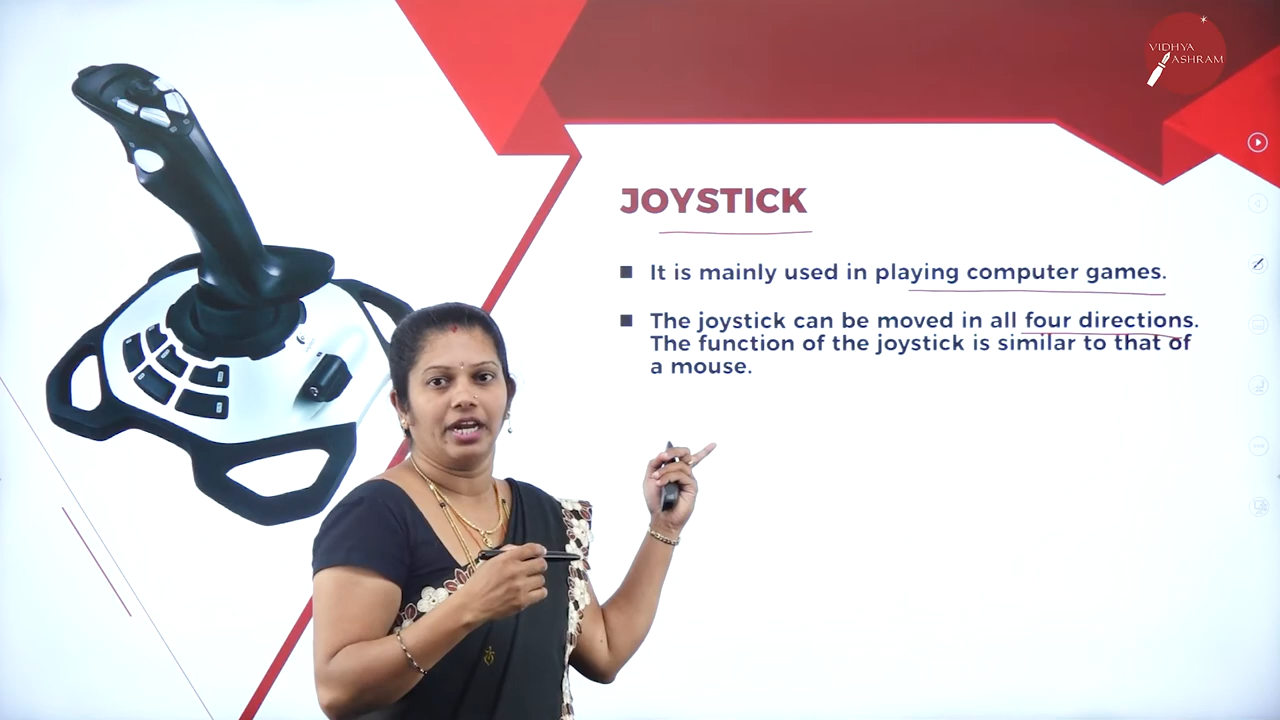 VIDHYA
ASHRAM
JOYSTICK
It is mainly used in playing computer games.
The joystick can be moved in all four directions.
The function of the joystick is similar to that of
a mouse.